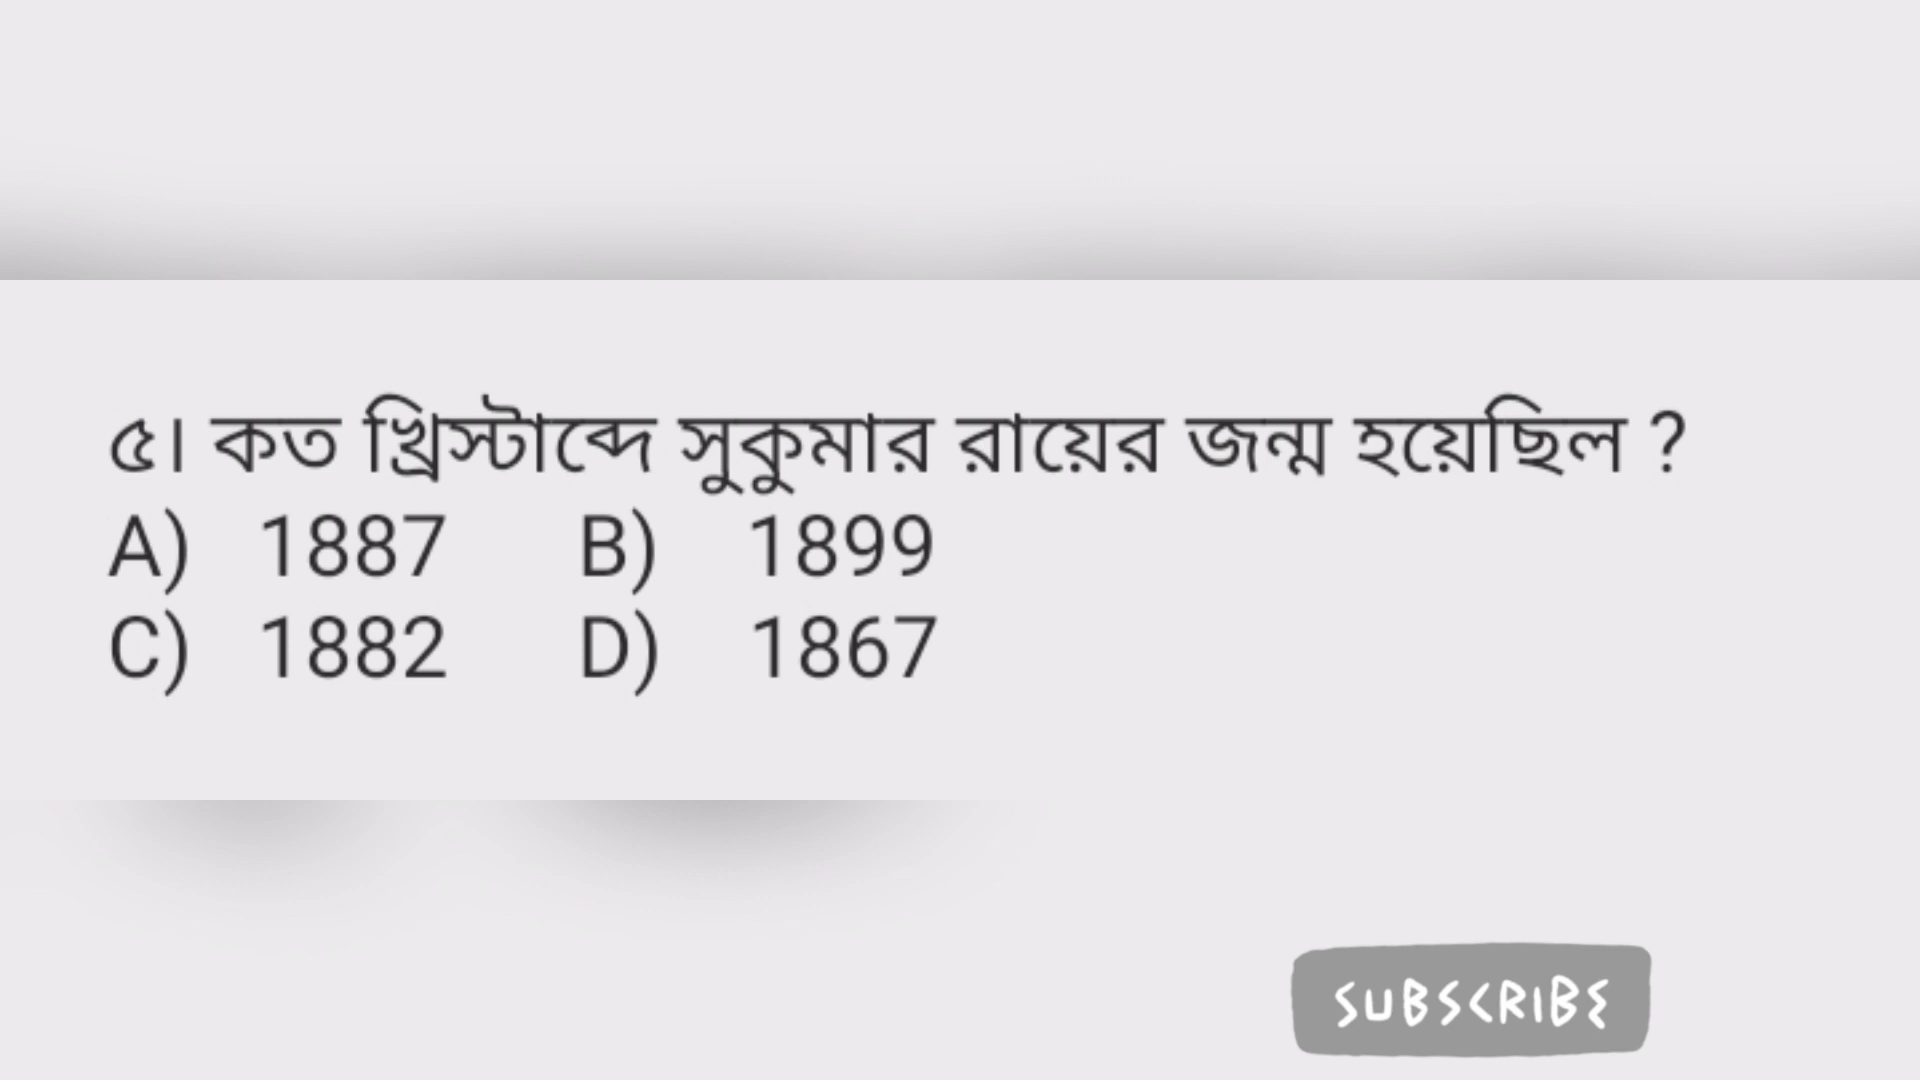 ৫। কত খ্রিস্টাব্দে সুকুমার রায়ের জন্ম হয়েছিল ?
A) 1887 B) 1899
C) 1882 D) 1867
SUBSCRIBE